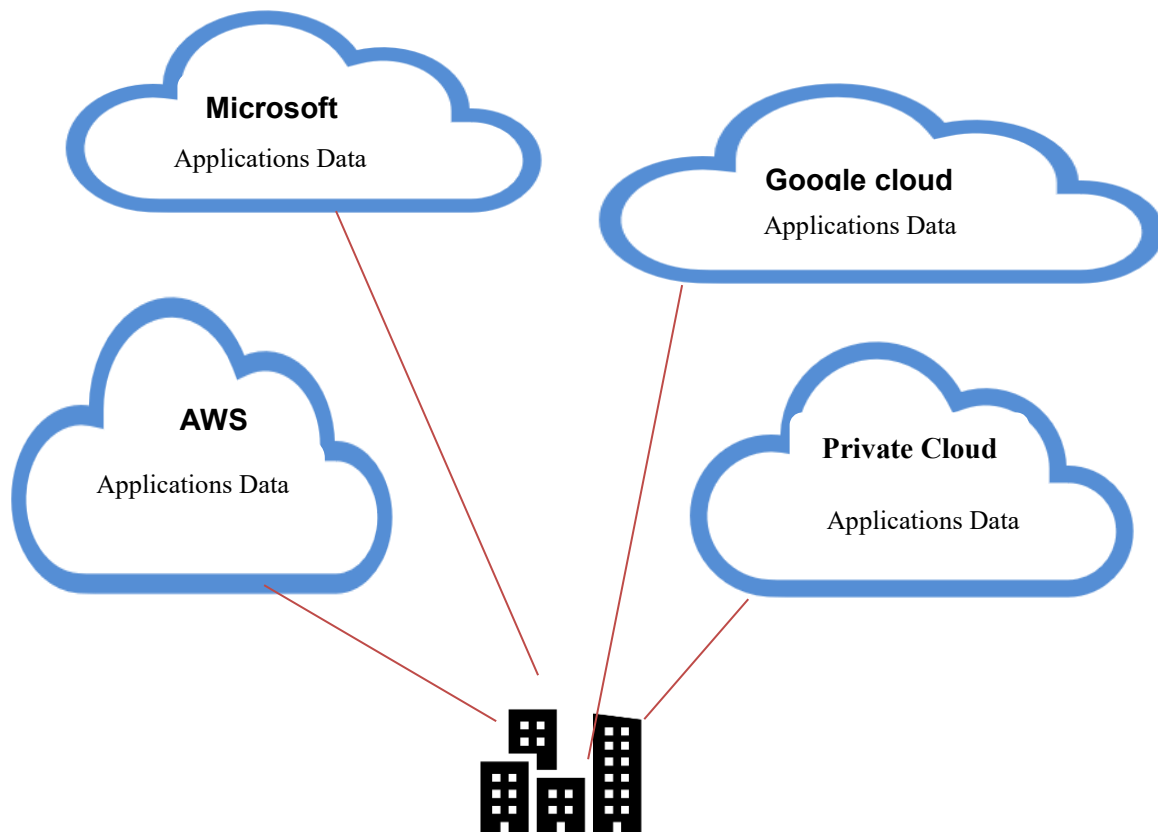 Microsoft
Applications Data
Google cloud
Applications Data
AWS
Applications Data
Private Cloud
Applications Data